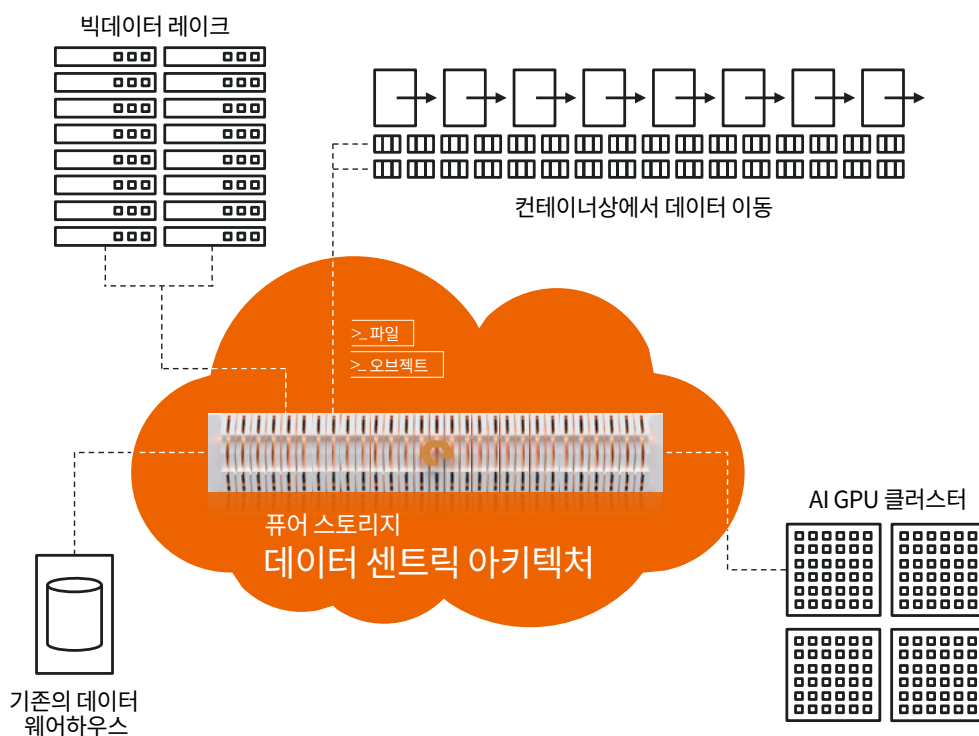 빅데이터 레이크
컨테이너상에서 데이터 이동
>_ 파일
>_ 오브젝트
퓨어 스토리지
데이터 센트릭 아키텍처
AI GPU 클러스터
기존의 데이터
웨어하우스